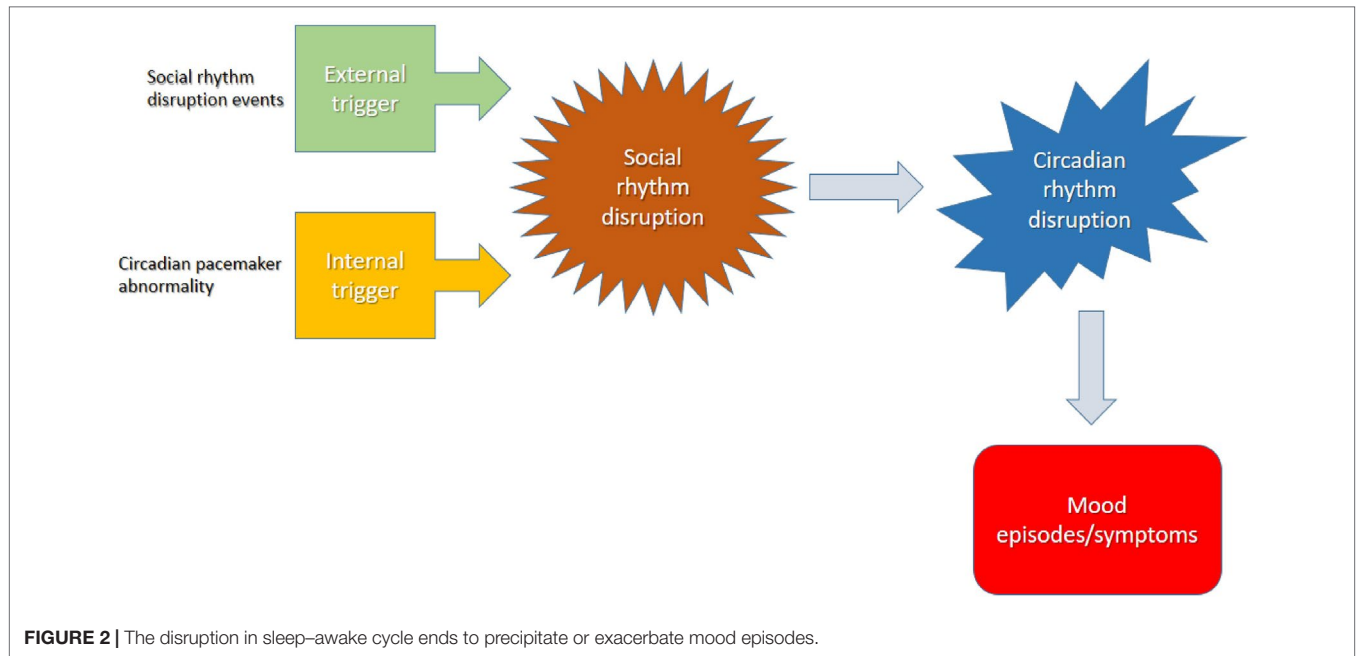 Social rhythm
disruption events
External
trigger
Circadian pacemaker
abnormality
Internal
trigger
Social
rhythm
disruption
Circadian
rhythm
disruption
Mood
episodes/symptoms
FIGURE 2 | The disruption in sleep–awake cycle ends to precipitate or exacerbate mood episodes.